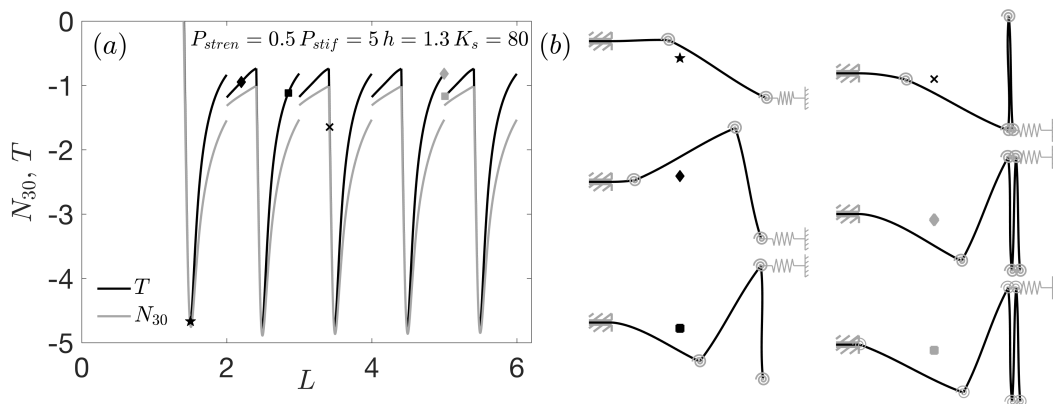 (a) P_stren = 0.5 P_stif = 5 h = 1.3 K_s = 80
N_30, T
0
-1
-2
-3
-4
-5
T
N_30
0
2
4
6
L
(b)